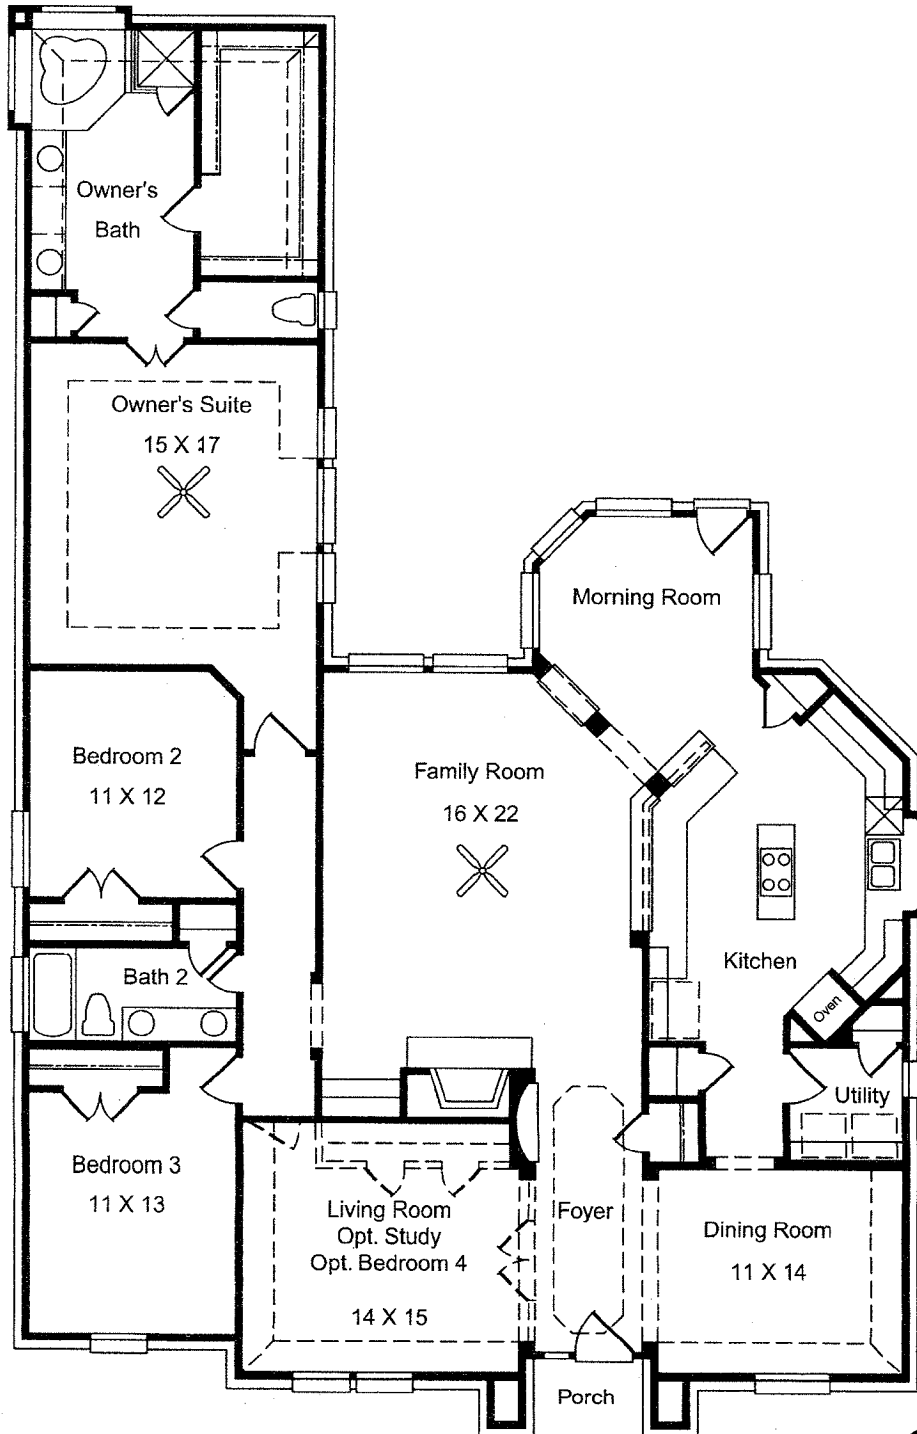 Owner's
Bath
Owner's Suite
15 X 17
Morning Room
Bedroom 2
11 X 12
Family Room
16 X 22
Kitchen
Bath 2
Oven
Utility
Bedroom 3
11 X 13
Living Room
Opt. Study
Opt. Bedroom 4
14 X 15
Foyer
Dining Room
11 X 14
Porch